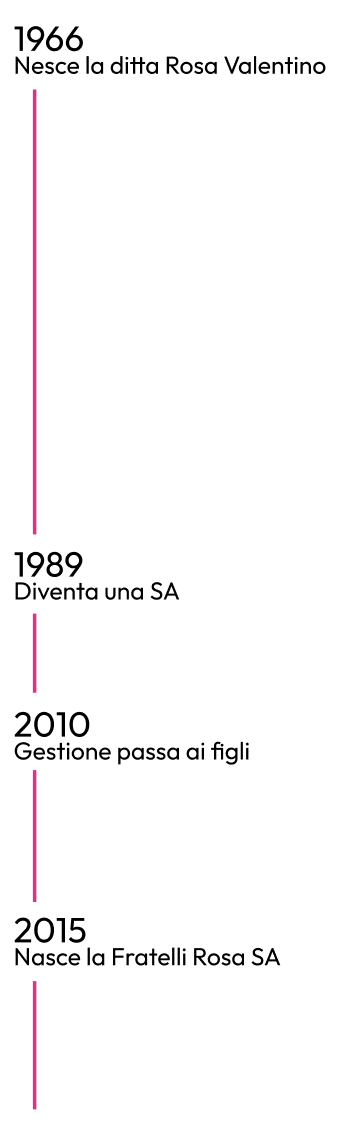 1966
Nesce la ditta Rosa Valentino
1989
Diventa una SA
2010
Gestione passa ai figli
2015
Nasce la Fratelli Rosa SA